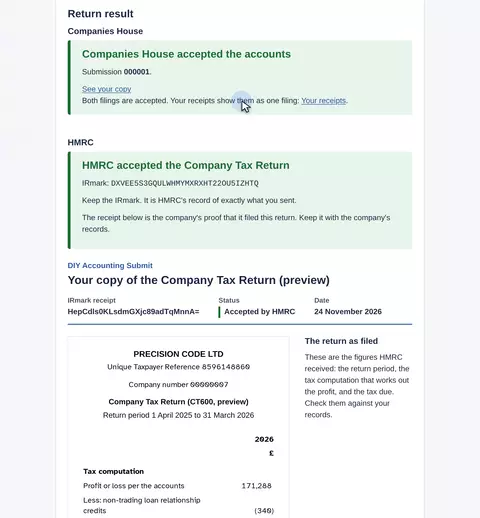 Return result
Companies House
Companies House accepted the accounts
Submission 000001.
See your copy
Both filings are accepted. Your receipts show them as one filing: Your receipts.
HMRC
HMRC accepted the Company Tax Return
IRmark: DXVEE5S3GQULWHMYMXRXHT22OU5IZHTQ
Keep the IRmark. It is HMRC's record of exactly what you sent.
The receipt below is the company's proof that it filed this return. Keep it with the company's
records.
DIY Accounting Submit
Your copy of the Company Tax Return (preview)
IRmark receipt
HepCdls0KLsdmGXjc89adTqMnnA=
Status
Accepted by HMRC
Date
24 November 2026
PRECISION CODE LTD
Unique Taxpayer Reference 8596148860
Company number 00000007
Company Tax Return (CT600, preview)
Return period 1 April 2025 to 31 March 2026
2026
£
Tax computation
Profit or loss per the accounts 171,288
Less: non-trading loan relationship
credits (340)
The return as filed
These are the figures HMRC
received: the return period, the
tax computation that works out
the profit, and the tax due.
Check them against your
records.